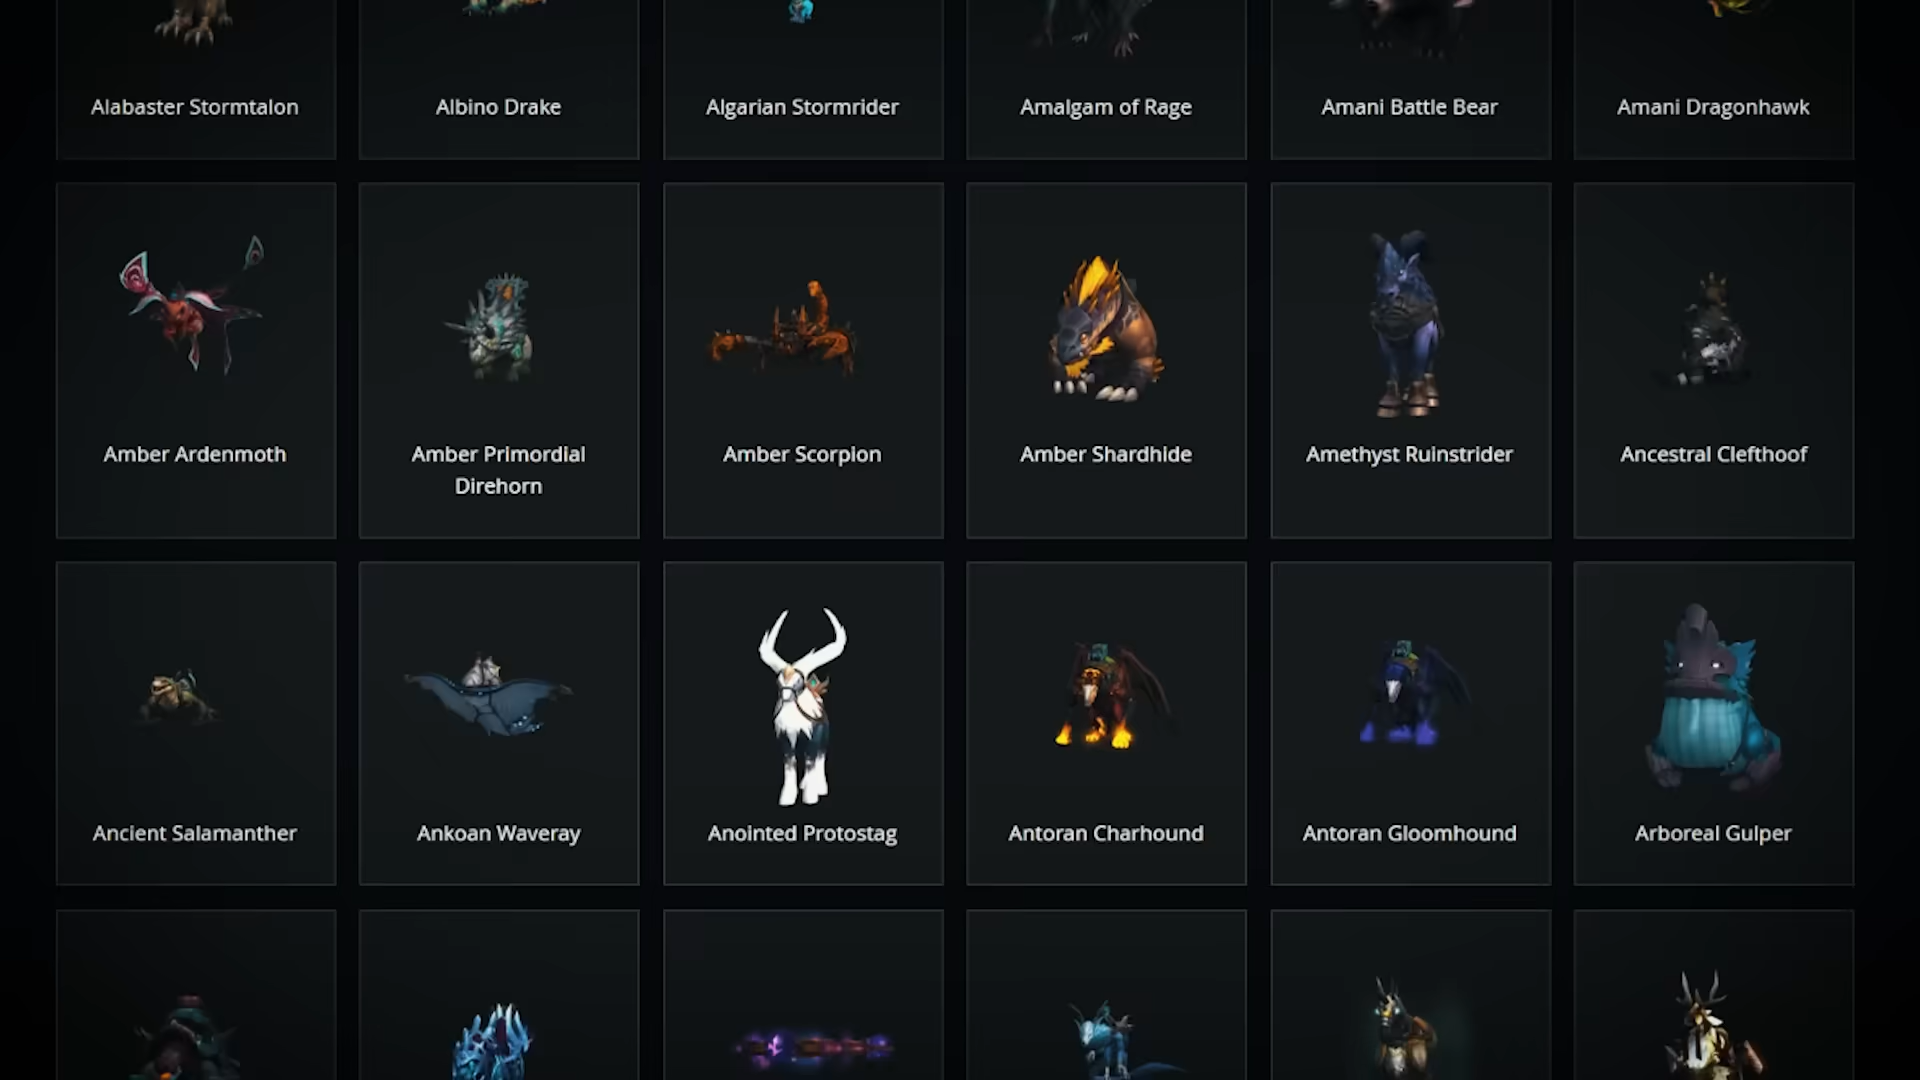 Alabaster Stormtalon
Albino Drake
Algarian Stormrider
Amalgam of Rage
Amani Battle Bear
Amani Dragonhawk
Amber Ardenmoth
Amber Primordial
Direhorn
Amber Scorpion
Amber Shardhide
Amethyst Ruinstrider
Ancestral Clefthoof
Ancient Salamanther
Ankoan Waveray
Anointed Protostag
Antoran Charhound
Antoran Gloomhound
Arboreal Gulper